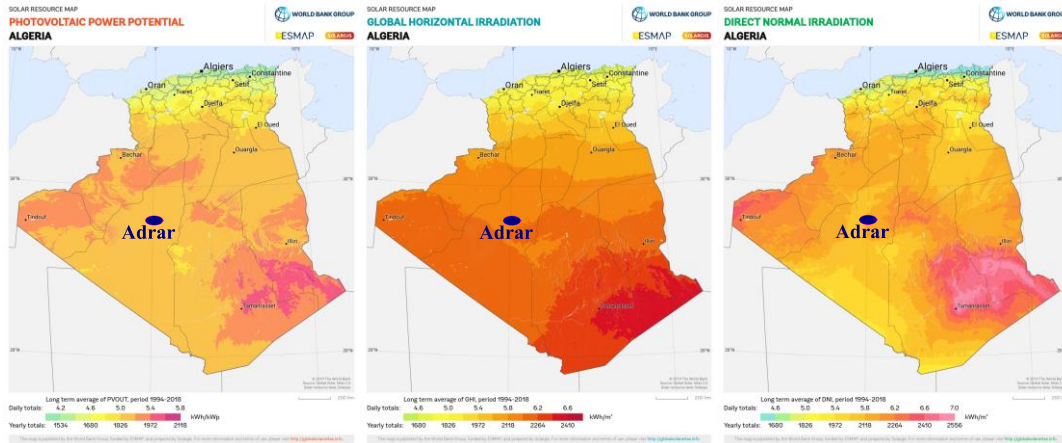 SOLAR RESOURCE MAP
PHOTOVOLTAIC POWER POTENTIAL
ALGERIA
WORLD BANK GROUP
ESMAP
SOLARGIS
Algiers
Constantine
Oran
Setif
Tiaret
Djelfa
El Oued
Ouargla
Bechar
Tindouf
Adrar
Illizi
Tamanrasset
Long term average of PVOUT, period 1994-2018
Daily totals: 4.2 4.6 5.0 5.4 5.8
kWh/kWp
Yearly totals: 1534 1680 1826 1972 2118
SOLAR RESOURCE MAP
GLOBAL HORIZONTAL IRRADIATION
ALGERIA
WORLD BANK GROUP
ESMAP
SOLARGIS
Algiers
Constantine
Oran
Setif
Tiaret
Djelfa
El Oued
Ouargla
Bechar
Tindouf
Adrar
Illizi
Tamanrasset
Long term average of GHI, period 1994-2018
Daily totals: 4.6 5.0 5.4 5.8 6.2 6.6
kWh/m²
Yearly totals: 1680 1826 1972 2118 2264 2410
SOLAR RESOURCE MAP
DIRECT NORMAL IRRADIATION
ALGERIA
WORLD BANK GROUP
ESMAP
SOLARGIS
Algiers
Constantine
Oran
Setif
Tiaret
Djelfa
El Oued
Ouargla
Bechar
Tindouf
Adrar
Illizi
Tamanrasset
Long term average of DNI, period 1994-2018
Daily totals: 4.6 5.0 5.4 5.8 6.2 6.6 7.0
kWh/m²
Yearly totals: 1680 1826 1972 2118 2264 2410 2556